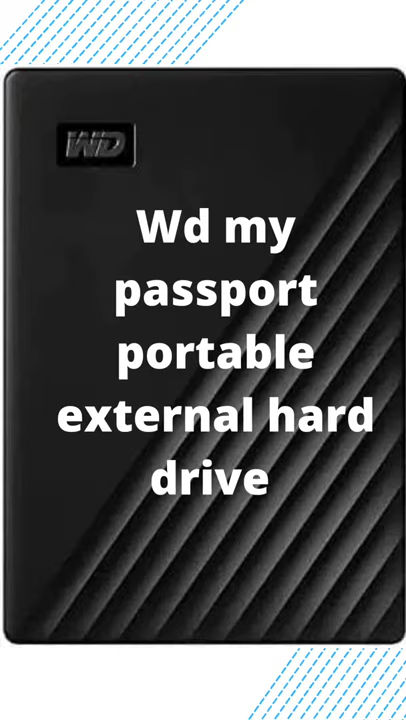 WD
Wd my
passport
portable
external hard
drive